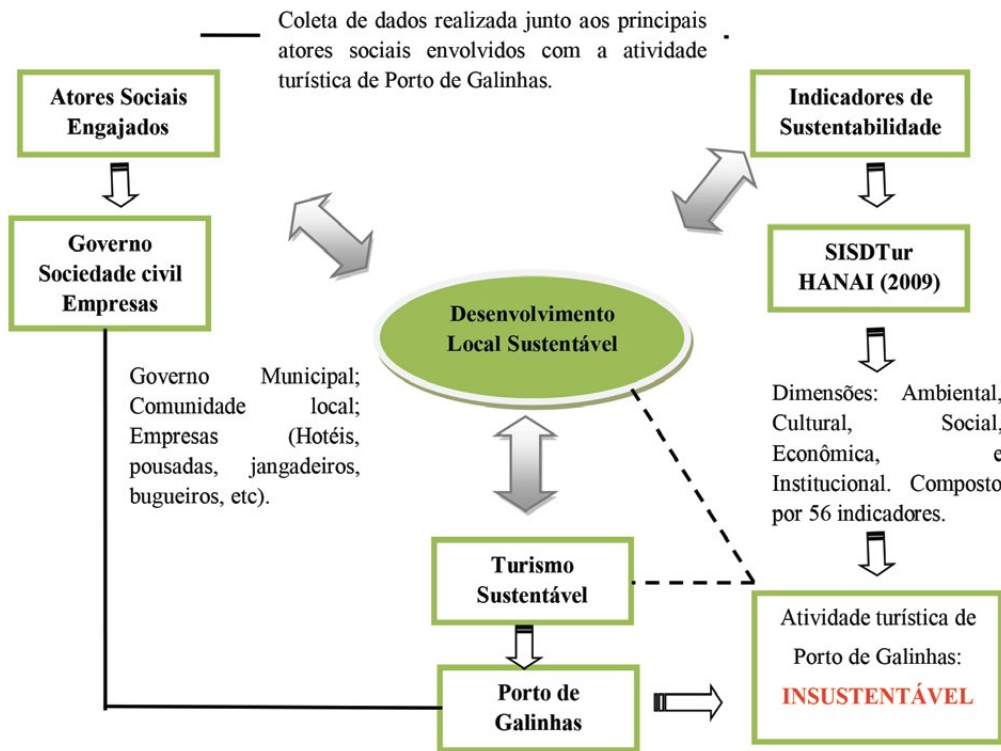 Coleta de dados realizada junto aos principais
atores sociais envolvidos com a atividade
turística de Porto de Galinhas.
Atores Sociais
Engajados
Indicadores de
Sustentabilidade
Governo
Sociedade civil
Empresas
SISDTur
HANAI (2009)
Desenvolvimento
Local Sustentável
Governo Municipal;
Comunidade local;
Empresas (Hotéis,
pousadas, jangadeiros,
bugueiros, etc).
Dimensões: Ambiental,
Cultural, Social,
Econômica, e
Institucional. Composto
por 56 indicadores.
Turismo
Sustentável
Porto de
Galinhas
Atividade turística de
Porto de Galinhas:
INSUSTENTÁVEL